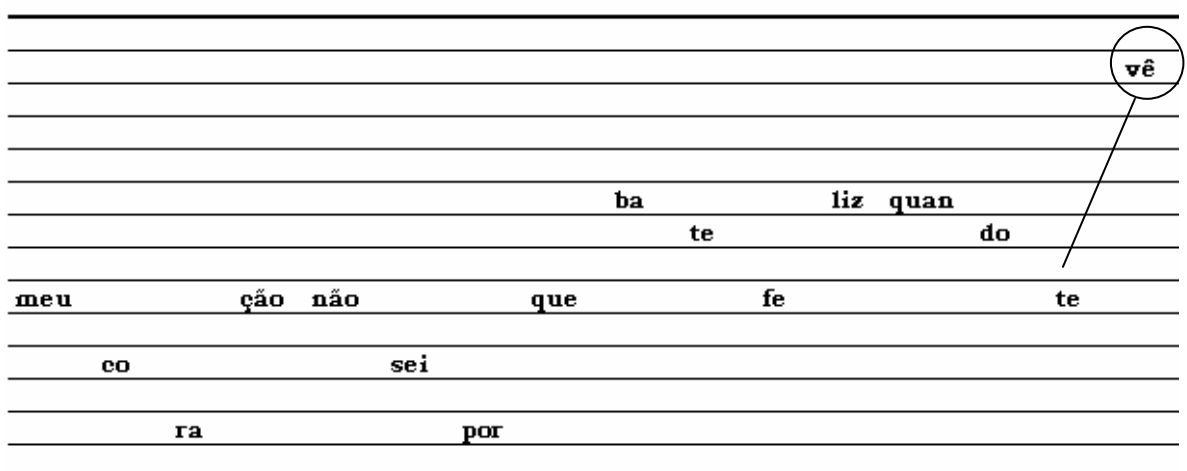 vê
ba liz quan
te do
meu ção não que fe te
co sei
ra por